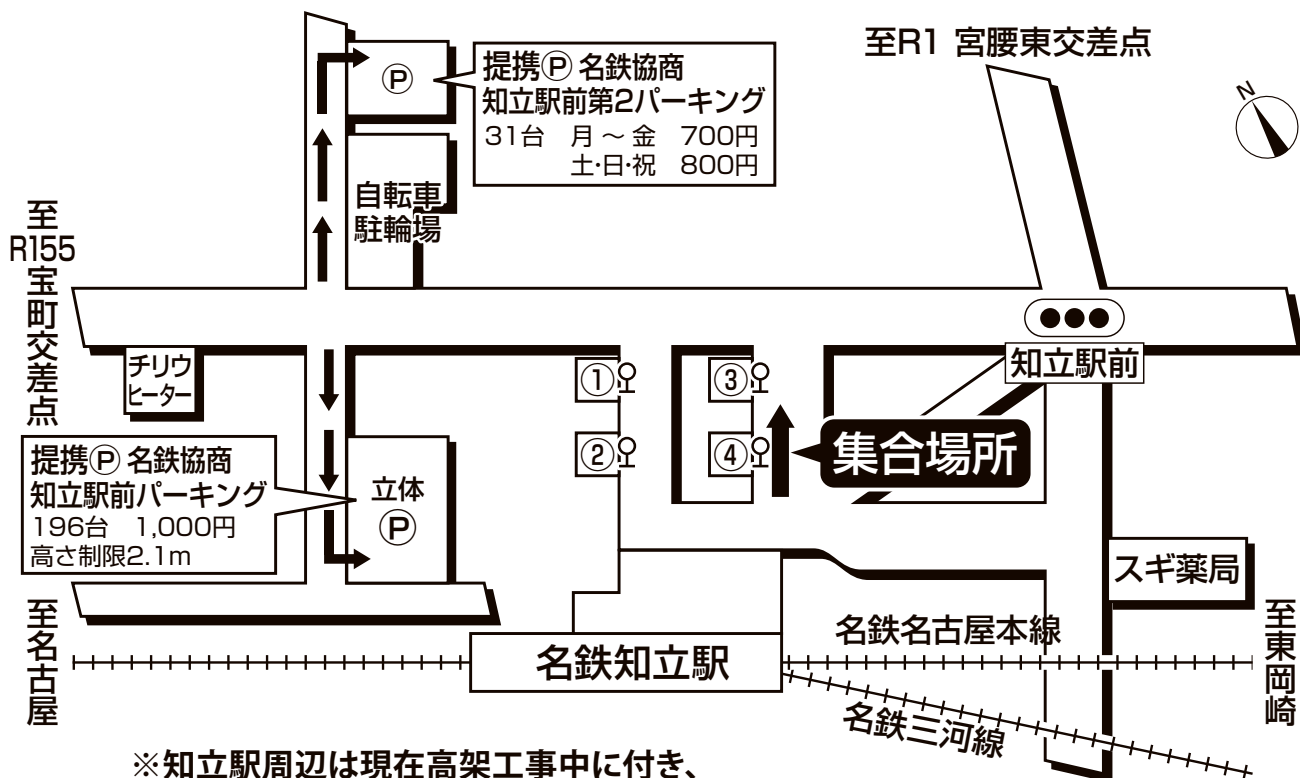 至R1 宮腰東交差点
N
提携Ⓟ 名鉄協商
知立駅前第2パーキング
31台 月～金 700円
土・日・祝 800円
Ⓟ
自転車
駐輪場
至
R155
宝町交差点
チリウ
ヒーター
知立駅前
①
②
③
④
集合場所
提携Ⓟ 名鉄協商
知立駅前パーキング
196台 1,000円
高さ制限2.1m
立体
Ⓟ
スギ薬局
至名古屋
名鉄知立駅
名鉄名古屋本線
名鉄三河線
至東岡崎
※知立駅周辺は現在高架工事中に付き、